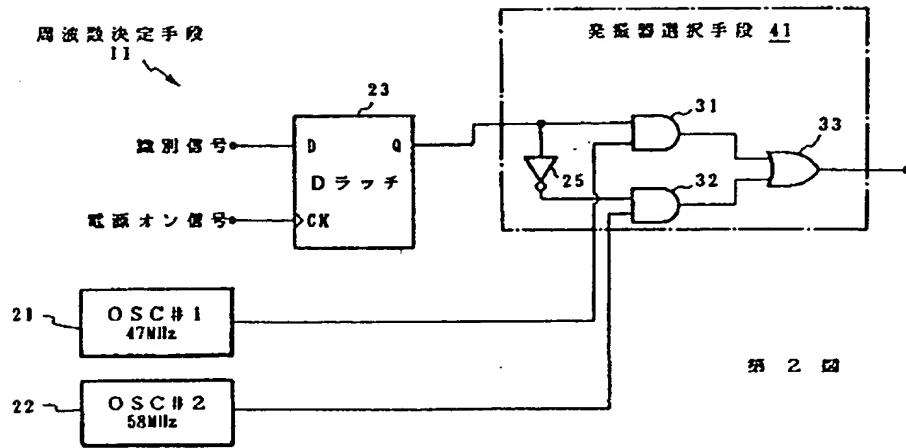 周波数決定手段
11
発振器選択手段 41
23
31
33
識別信号
D
Q
Dラッチ
25
32
電源オン信号
CK
21
OSC#1
47MHz
第2図
22
OSC#2
58MHz